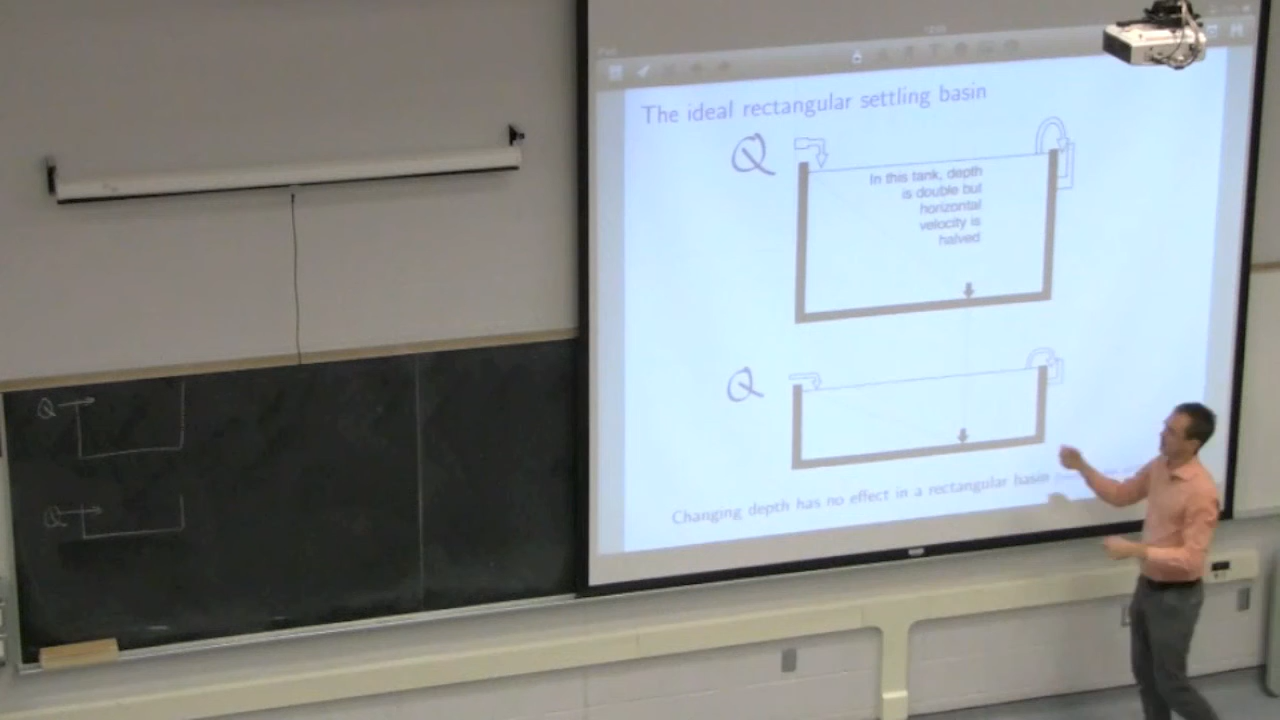 The ideal rectangular settling basin
Q
In this tank, depth
is double but
horizontal
velocity is
halved
Q
Changing depth has no effect in a rectangular basin
Q
Q